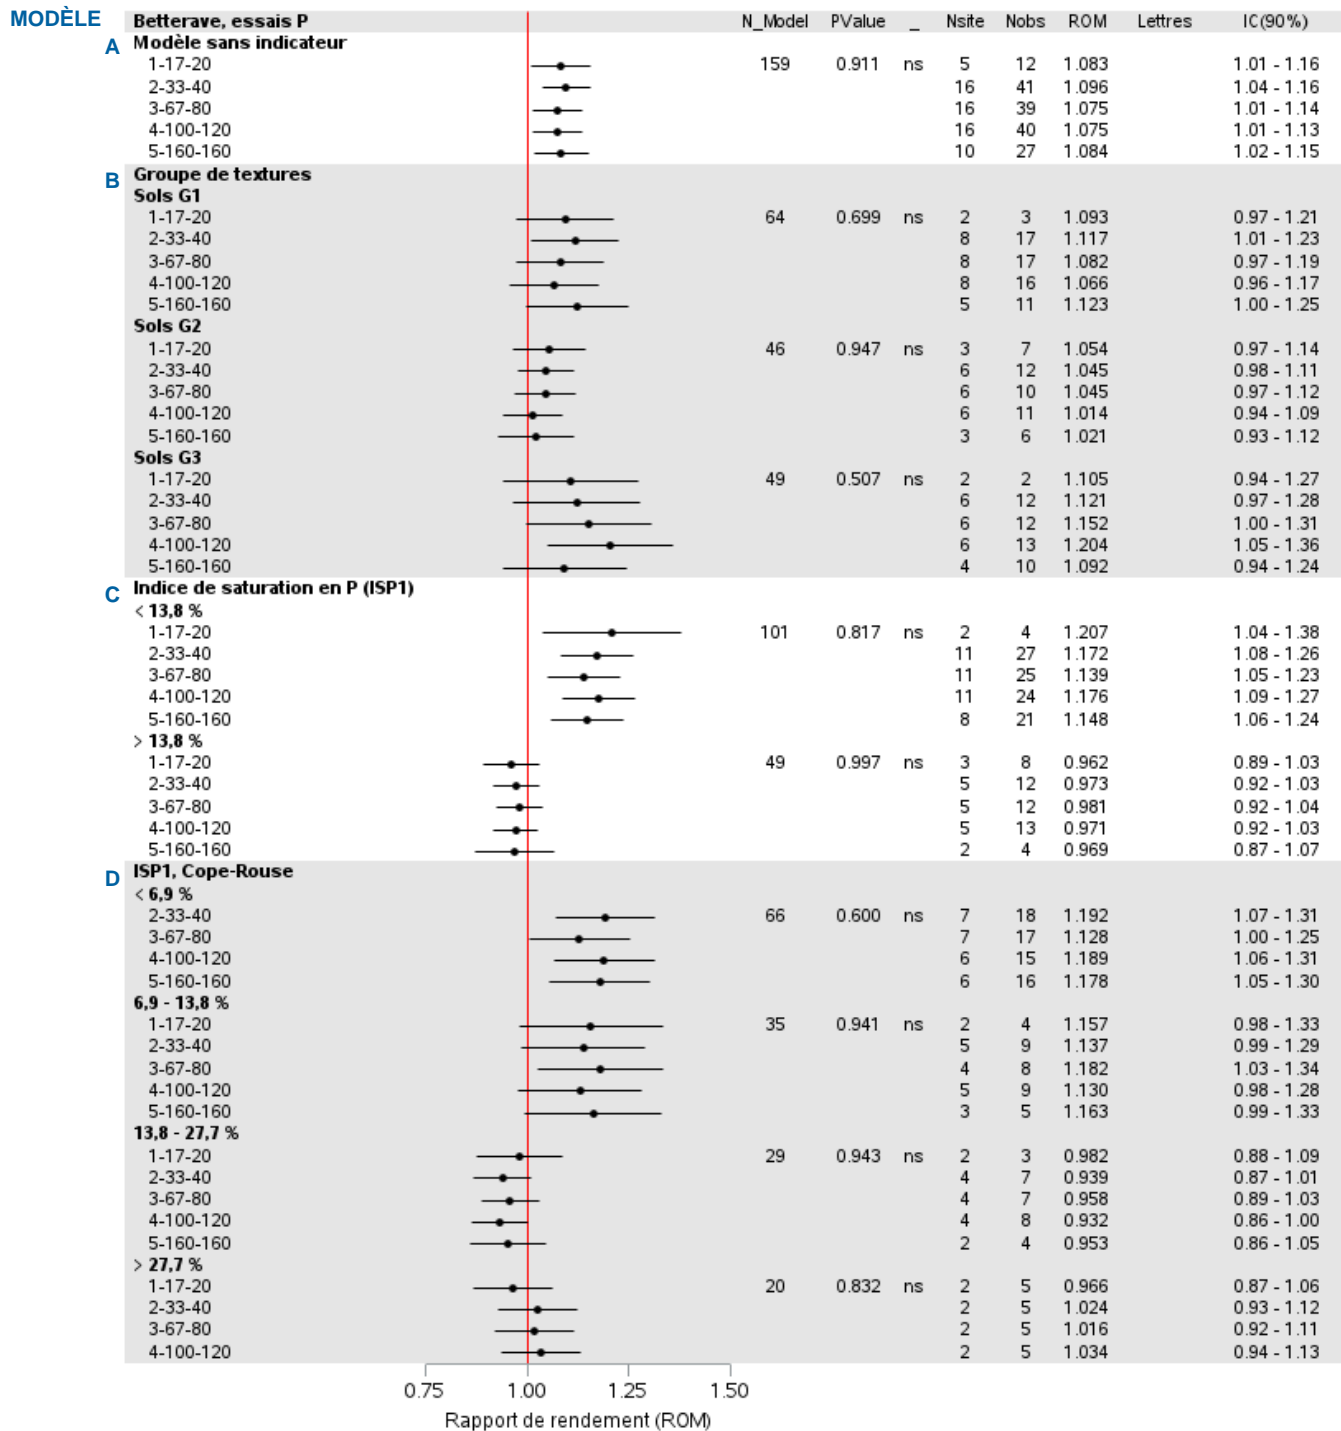 MODÈLE Betterave, essais P N_Model PValue _ Nsite Nobs ROM Lettres IC(90%)
A Modèle sans indicateur
1-17-20 159 0.911 ns 5 12 1.083 1.01 - 1.16
2-33-40 16 41 1.096 1.04 - 1.16
3-67-80 16 39 1.075 1.01 - 1.14
4-100-120 16 40 1.075 1.01 - 1.13
5-160-160 10 27 1.084 1.02 - 1.15
B Groupe de textures
Sols G1
1-17-20 64 0.699 ns 2 3 1.093 0.97 - 1.21
2-33-40 8 17 1.117 1.01 - 1.23
3-67-80 8 17 1.082 0.97 - 1.19
4-100-120 8 16 1.066 0.96 - 1.17
5-160-160 5 11 1.123 1.00 - 1.25
Sols G2
1-17-20 46 0.947 ns 3 7 1.054 0.97 - 1.14
2-33-40 6 12 1.045 0.98 - 1.11
3-67-80 6 10 1.045 0.97 - 1.12
4-100-120 6 11 1.014 0.94 - 1.09
5-160-160 3 6 1.021 0.93 - 1.12
Sols G3
1-17-20 49 0.507 ns 2 2 1.105 0.94 - 1.27
2-33-40 6 12 1.121 0.97 - 1.28
3-67-80 6 12 1.152 1.00 - 1.31
4-100-120 6 13 1.204 1.05 - 1.36
5-160-160 4 10 1.092 0.94 - 1.24
C Indice de saturation en P (ISP1)
< 13,8 %
1-17-20 101 0.817 ns 2 4 1.207 1.04 - 1.38
2-33-40 11 27 1.172 1.08 - 1.26
3-67-80 11 25 1.139 1.05 - 1.23
4-100-120 11 24 1.176 1.09 - 1.27
5-160-160 8 21 1.148 1.06 - 1.24
> 13,8 %
1-17-20 49 0.997 ns 3 8 0.962 0.89 - 1.03
2-33-40 5 12 0.973 0.92 - 1.03
3-67-80 5 12 0.981 0.92 - 1.04
4-100-120 5 13 0.971 0.92 - 1.03
5-160-160 2 4 0.969 0.87 - 1.07
D ISP1, Cope-Rouse
< 6,9 %
2-33-40 66 0.600 ns 7 18 1.192 1.07 - 1.31
3-67-80 7 17 1.128 1.00 - 1.25
4-100-120 6 15 1.189 1.06 - 1.31
5-160-160 6 16 1.178 1.05 - 1.30
6,9 - 13,8 %
1-17-20 35 0.941 ns 2 4 1.157 0.98 - 1.33
2-33-40 5 9 1.137 0.99 - 1.29
3-67-80 4 8 1.182 1.03 - 1.34
4-100-120 5 9 1.130 0.98 - 1.28
5-160-160 3 5 1.163 0.99 - 1.33
13,8 - 27,7 %
1-17-20 29 0.943 ns 2 3 0.982 0.88 - 1.09
2-33-40 4 7 0.939 0.87 - 1.01
3-67-80 4 7 0.958 0.89 - 1.03
4-100-120 4 8 0.932 0.86 - 1.00
5-160-160 2 4 0.953 0.86 - 1.05
> 27,7 %
1-17-20 20 0.832 ns 2 5 0.966 0.87 - 1.06
2-33-40 2 5 1.024 0.93 - 1.12
3-67-80 2 5 1.016 0.92 - 1.11
4-100-120 2 5 1.034 0.94 - 1.13
0.75 1.00 1.25 1.50
Rapport de rendement (ROM)